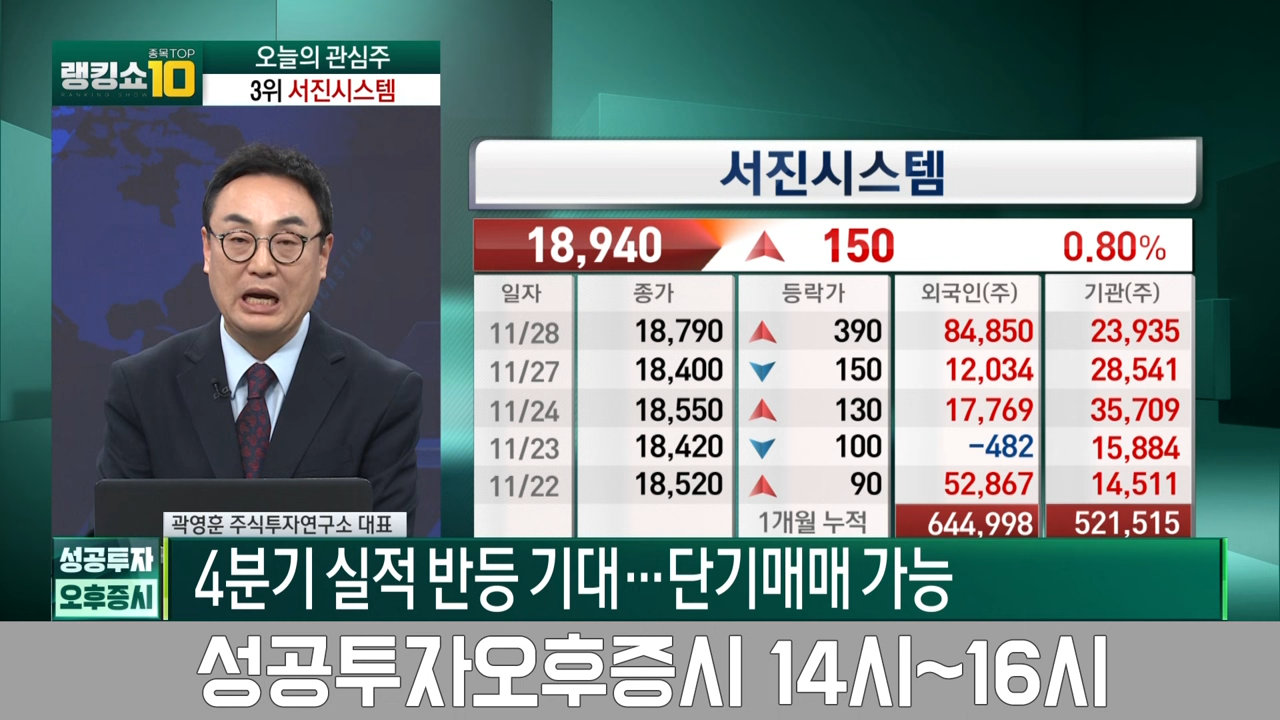 종목TOP
랭킹쇼10
RANKING SHOW
오늘의 관심주
3위 서진시스템
서진시스템
18,940 ▲ 150 0.80%
일자 종가 등락가 외국인(주) 기관(주)
11/28 18,790 ▲ 390 84,850 23,935
11/27 18,400 ▼ 150 12,034 28,541
11/24 18,550 ▲ 130 17,769 35,709
11/23 18,420 ▼ 100 -482 15,884
11/22 18,520 ▲ 90 52,867 14,511
1개월 누적 644,998 521,515
곽영훈 주식투자연구소 대표
성공투자
오후증시
4분기 실적 반등 기대…단기매매 가능
성공투자오후증시 14시~16시